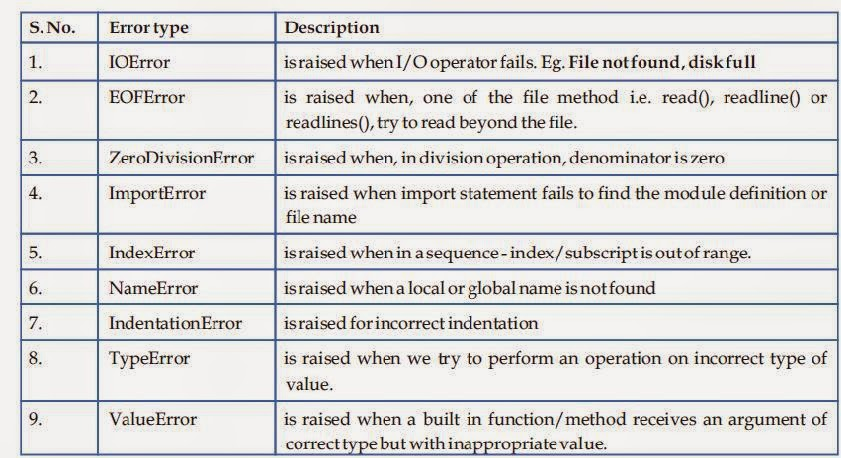 S.No. Error type Description
1. IOError is raised when I/O operator fails. Eg. File not found, disk full
2. EOFError is raised when, one of the file method i.e. read(), readline() or
readlines(), try to read beyond the file.
3. ZeroDivisionError is raised when, in division operation, denominator is zero
4. ImportError is raised when import statement fails to find the module definition or
file name
5. IndexError is raised when in a sequence - index/subscript is out of range.
6. NameError is raised when a local or global name is not found
7. IndentationError is raised for incorrect indentation
8. TypeError is raised when we try to perform an operation on incorrect type of
value.
9. ValueError is raised when a built in function/method receives an argument of
correct type but with inappropriate value.